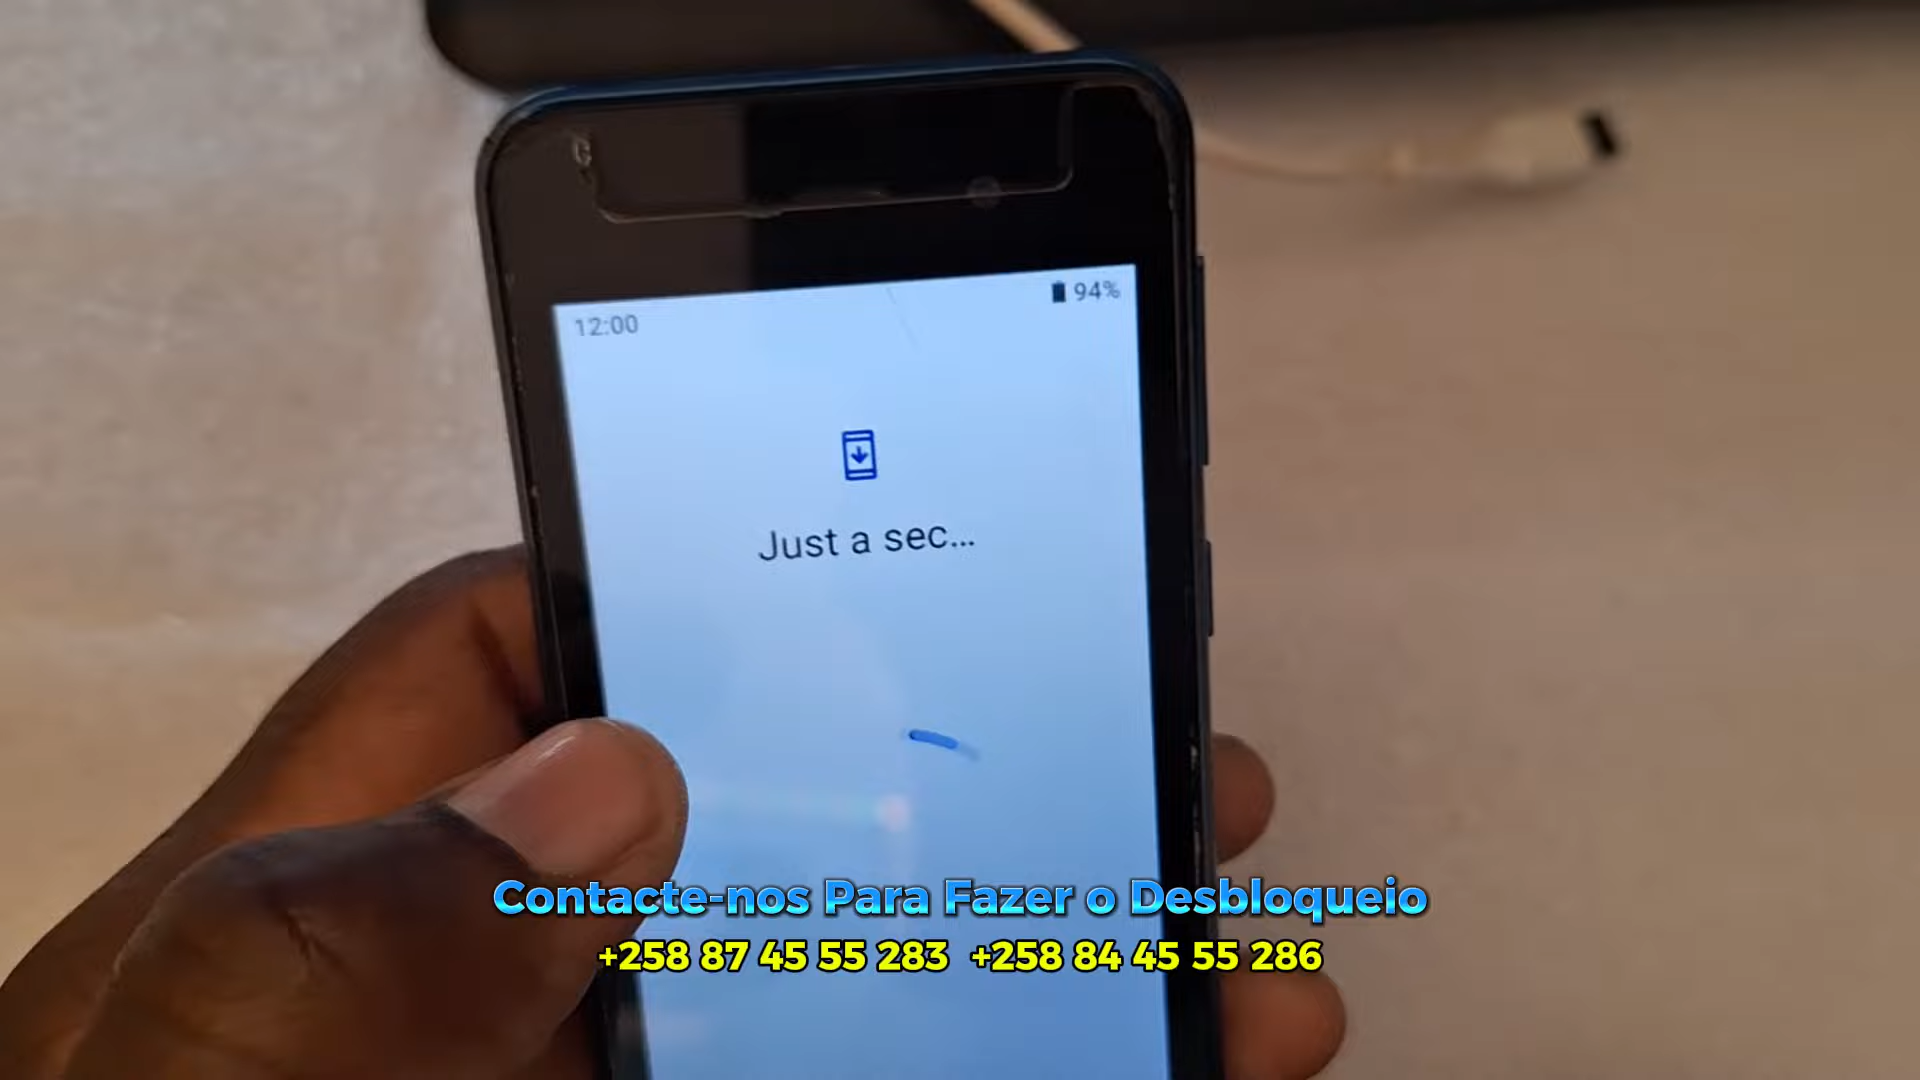 12:00
94%
Just a sec...
Contacte-nos Para Fazer o Desbloqueio
+258 87 45 55 283 +258 84 45 55 286